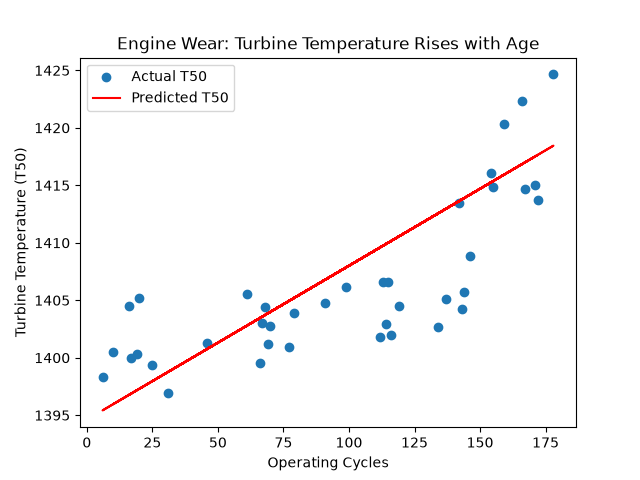 Engine Wear: Turbine Temperature Rises with Age
Actual T50
Predicted T50
1425
1420
1415
1410
1405
1400
1395
Turbine Temperature (T50)
0 25 50 75 100 125 150 175
Operating Cycles